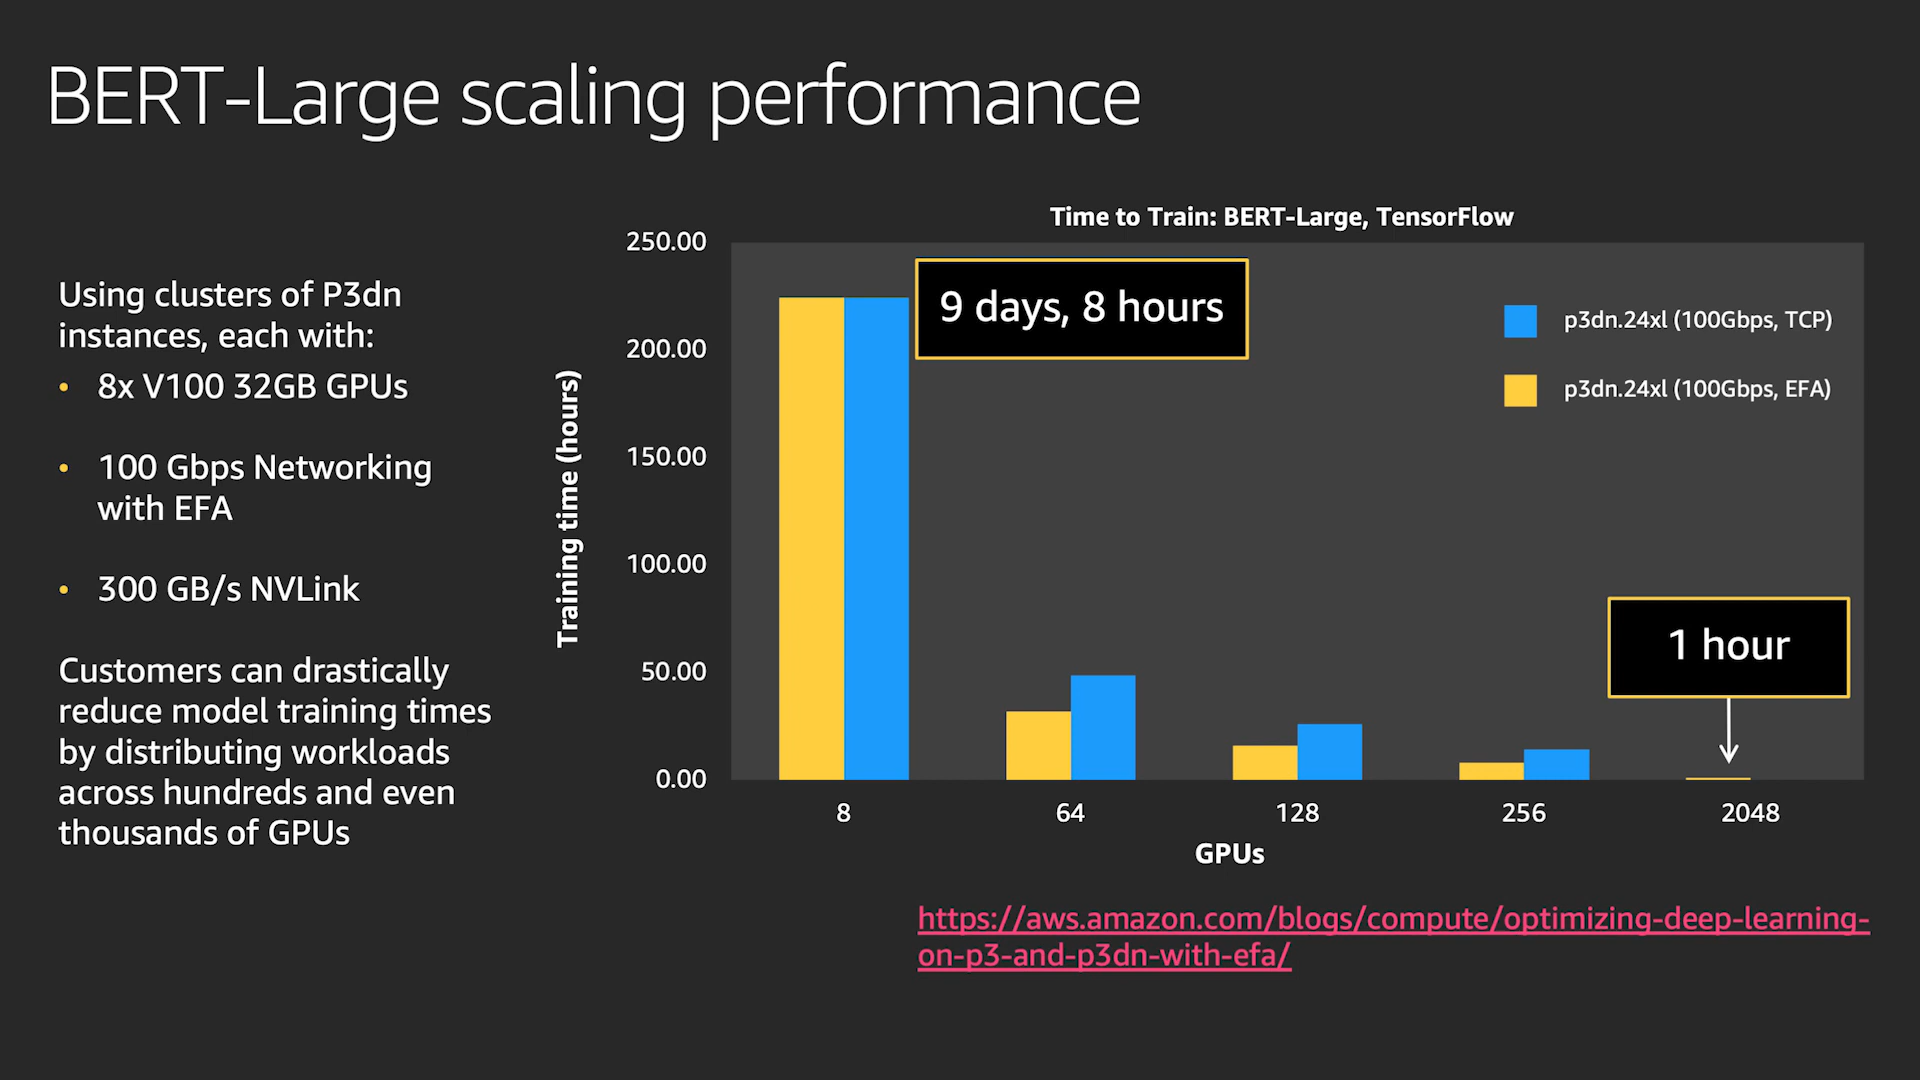 BERT-Large scaling performance
Using clusters of P3dn
instances, each with:
• 8x V100 32GB GPUs
• 100 Gbps Networking
with EFA
• 300 GB/s NVLink
Customers can drastically
reduce model training times
by distributing workloads
across hundreds and even
thousands of GPUs
Time to Train: BERT-Large, TensorFlow
Training time (hours)
250.00
200.00
150.00
100.00
50.00
0.00
9 days, 8 hours
p3dn.24xl (100Gbps, TCP)
p3dn.24xl (100Gbps, EFA)
1 hour
8 64 128 256 2048
GPUs
https://aws.amazon.com/blogs/compute/optimizing-deep-learning-
on-p3-and-p3dn-with-efa/